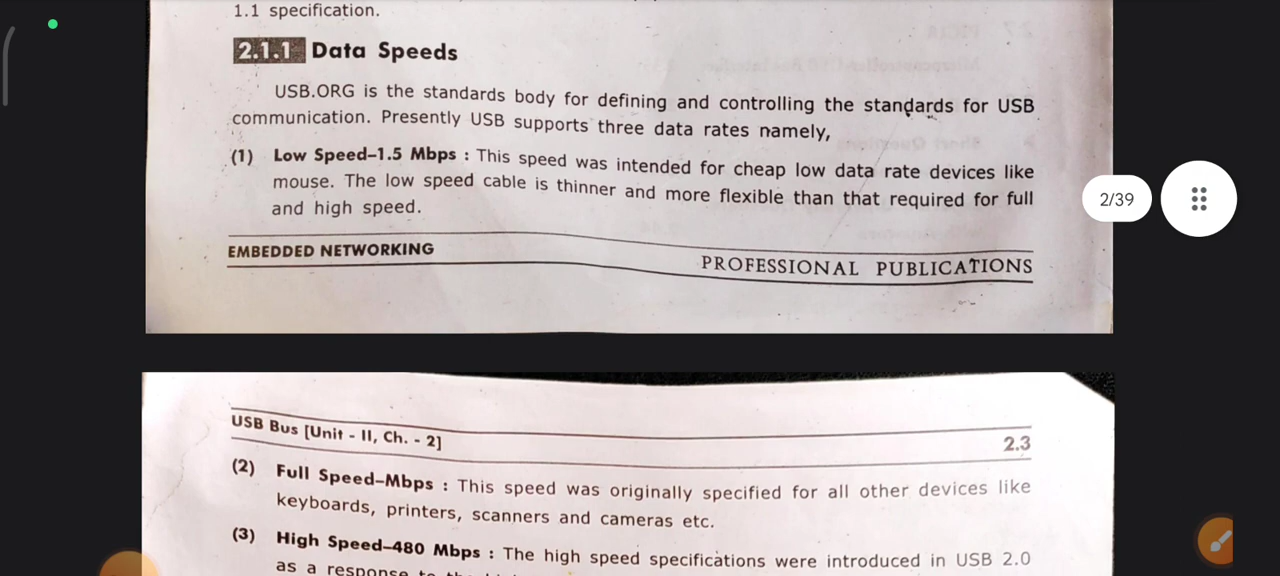 1.1 specification.
2.1.1 Data Speeds
USB.ORG is the standards body for defining and controlling the standards for USB
communication. Presently USB supports three data rates namely,
(1) Low Speed–1.5 Mbps : This speed was intended for cheap low data rate devices like
mouse. The low speed cable is thinner and more flexible than that required for full
and high speed.
EMBEDDED NETWORKING PROFESSIONAL PUBLICATIONS
2/39
USB Bus [Unit - II, Ch. - 2] 2.3
(2) Full Speed–Mbps : This speed was originally specified for all other devices like
keyboards, printers, scanners and cameras etc.
(3) High Speed–480 Mbps : The high speed specifications were introduced in USB 2.0
as a response to the